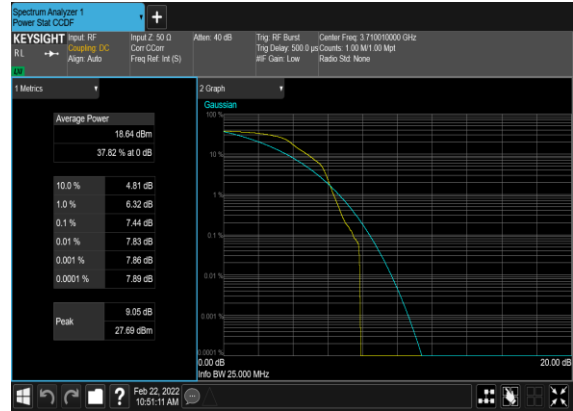 Spectrum Analyzer 1
Power Stat CCDF
KEYSIGHT
RL
Input: RF
Coupling: DC
Align: Auto
Input Z: 50 Ω
Corr CCorr
Freq Ref: Int (S)
Atten: 40 dB
Trig: RF Burst
Trig Delay: 500.0 µs
#IF Gain: Low
Center Freq: 3.710010000 GHz
Counts: 1.00 M/1.00 Mpt
Radio Std: None
1 Metrics
Average Power
18.64 dBm
37.82 % at 0 dB
10.0 % 4.81 dB
1.0 % 6.32 dB
0.1 % 7.44 dB
0.01 % 7.83 dB
0.001 % 7.86 dB
0.0001 % 7.89 dB
Peak
9.05 dB
27.69 dBm
2 Graph
Gaussian
100 %
10 %
1 %
0.1 %
0.01 %
0.001 %
0.0001 %
0.00 dB
20.00 dB
Info BW 25.000 MHz
Feb 22, 2022
10:51:11 AM